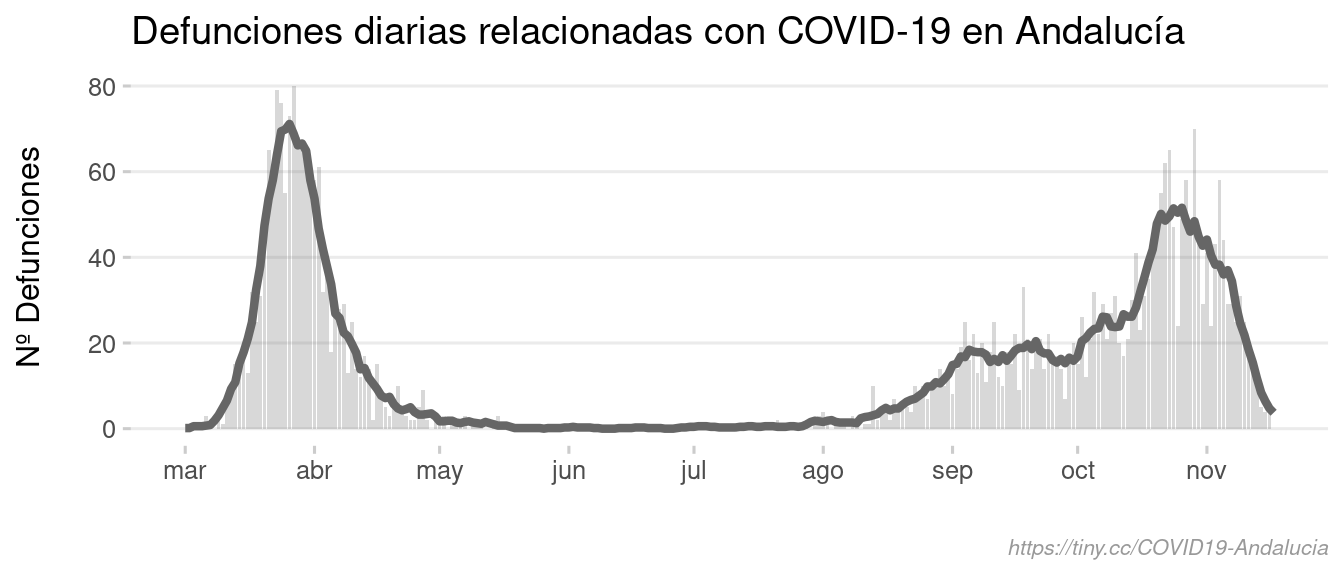 Defunciones diarias relacionadas con COVID-19 en Andalucía
Nº Defunciones
80
60
40
20
0
mar abr may jun jul ago sep oct nov
https://tiny.cc/COVID19-Andalucia